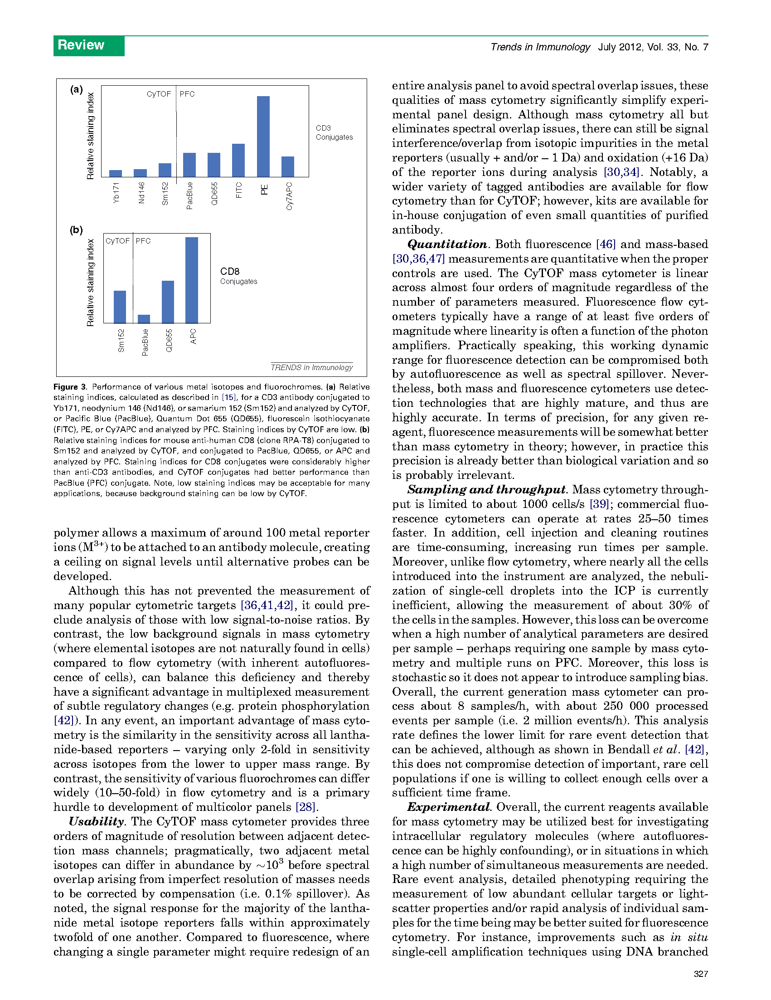 Review
Trends in Immunology July 2012, Vol. 33, No. 7
(a)
Relative staining index
CyTOF PFC
CD3
Conjugates
Yb171
Nd146
Sm152
PacBlue
QD655
FITC
PE
Cy7APC
(b)
Relative staining index
CyTOF PFC
CD8
Conjugates
Sm152
PacBlue
QD655
APC
TRENDS in Immunology
Figure 3. Performance of various metal isotopes and fluorochromes. (a) Relative
staining indices, calculated as described in [15], for a CD3 antibody conjugated to
Yb171, neodynium 146 (Nd146), or samarium 152 (Sm152) and analyzed by CyTOF,
or Pacific Blue (PacBlue), Quantum Dot 655 (QD655), fluorescein isothiocyanate
(FITC), PE, or Cy7APC and analyzed by PFC. Staining indices by CyTOF are low. (b)
Relative staining indices for mouse anti-human CD8 (clone RPA-T8) conjugated to
Sm152 and analyzed by CyTOF, and conjugated to PacBlue, QD655, or APC and
analyzed by PFC. Staining indices for CD8 conjugates were considerably higher
than anti-CD3 antibodies, and CyTOF conjugates had better performance than
PacBlue (PFC) conjugate. Note, low staining indices may be acceptable for many
applications, because background staining can be low by CyTOF.
polymer allows a maximum of around 100 metal reporter
ions (M³⁺) to be attached to an antibody molecule, creating
a ceiling on signal levels until alternative probes can be
developed.
Although this has not prevented the measurement of
many popular cytometric targets [36,41,42], it could pre-
clude analysis of those with low signal-to-noise ratios. By
contrast, the low background signals in mass cytometry
(where elemental isotopes are not naturally found in cells)
compared to flow cytometry (with inherent autofluores-
cence of cells), can balance this deficiency and thereby
have a significant advantage in multiplexed measurement
of subtle regulatory changes (e.g. protein phosphorylation
[42]). In any event, an important advantage of mass cyto-
metry is the similarity in the sensitivity across all lantha-
nide-based reporters – varying only 2-fold in sensitivity
across isotopes from the lower to upper mass range. By
contrast, the sensitivity of various fluorochromes can differ
widely (10–50-fold) in flow cytometry and is a primary
hurdle to development of multicolor panels [28].
Usability. The CyTOF mass cytometer provides three
orders of magnitude of resolution between adjacent detec-
tion mass channels; pragmatically, two adjacent metal
isotopes can differ in abundance by ~10³ before spectral
overlap arising from imperfect resolution of masses needs
to be corrected by compensation (i.e. 0.1% spillover). As
noted, the signal response for the majority of the lantha-
nide metal isotope reporters falls within approximately
twofold of one another. Compared to fluorescence, where
changing a single parameter might require redesign of an
entire analysis panel to avoid spectral overlap issues, these
qualities of mass cytometry significantly simplify experi-
mental panel design. Although mass cytometry all but
eliminates spectral overlap issues, there can still be signal
interference/overlap from isotopic impurities in the metal
reporters (usually + and/or – 1 Da) and oxidation (+16 Da)
of the reporter ions during analysis [30,34]. Notably, a
wider variety of tagged antibodies are available for flow
cytometry than for CyTOF; however, kits are available for
in-house conjugation of even small quantities of purified
antibody.
Quantitation. Both fluorescence [46] and mass-based
[30,36,47] measurements are quantitative when the proper
controls are used. The CyTOF mass cytometer is linear
across almost four orders of magnitude regardless of the
number of parameters measured. Fluorescence flow cyt-
ometers typically have a range of at least five orders of
magnitude where linearity is often a function of the photon
amplifiers. Practically speaking, this working dynamic
range for fluorescence detection can be compromised both
by autofluorescence as well as spectral spillover. Never-
theless, both mass and fluorescence cytometers use detec-
tion technologies that are highly mature, and thus are
highly accurate. In terms of precision, for any given re-
agent, fluorescence measurements will be somewhat better
than mass cytometry in theory; however, in practice this
precision is already better than biological variation and so
is probably irrelevant.
Sampling and throughput. Mass cytometry through-
put is limited to about 1000 cells/s [39]; commercial fluo-
rescence cytometers can operate at rates 25–50 times
faster. In addition, cell injection and cleaning routines
are time-consuming, increasing run times per sample.
Moreover, unlike flow cytometry, where nearly all the cells
introduced into the instrument are analyzed, the nebuli-
zation of single-cell droplets into the ICP is currently
inefficient, allowing the measurement of about 30% of
the cells in the samples. However, this loss can be overcome
when a high number of analytical parameters are desired
per sample – perhaps requiring one sample by mass cyto-
metry and multiple runs on PFC. Moreover, this loss is
stochastic so it does not appear to introduce sampling bias.
Overall, the current generation mass cytometer can pro-
cess about 8 samples/h, with about 250 000 processed
events per sample (i.e. 2 million events/h). This analysis
rate defines the lower limit for rare event detection that
can be achieved, although as shown in Bendall et al. [42],
this does not compromise detection of important, rare cell
populations if one is willing to collect enough cells over a
sufficient time frame.
Experimental. Overall, the current reagents available
for mass cytometry may be utilized best for investigating
intracellular regulatory molecules (where autofluores-
cence can be highly confounding), or in situations in which
a high number of simultaneous measurements are needed.
Rare event analysis, detailed phenotyping requiring the
measurement of low abundant cellular targets or light-
scatter properties and/or rapid analysis of individual sam-
ples for the time being may be better suited for fluorescence
cytometry. For instance, improvements such as in situ
single-cell amplification techniques using DNA branched
327